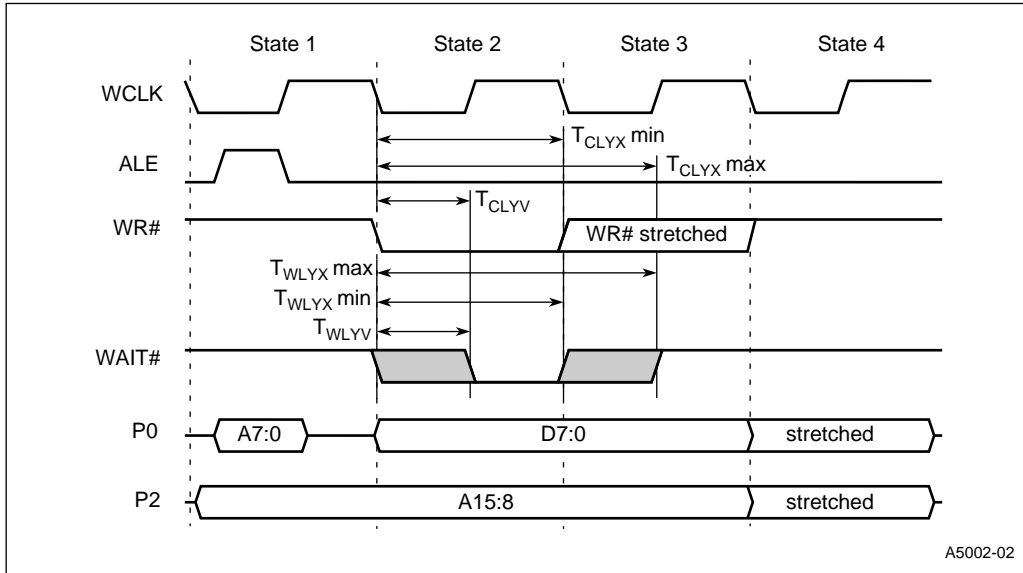 State 1 State 2 State 3 State 4
WCLK
T_CLYX min
ALE
T_CLYX max
T_CLYV
WR#
WR# stretched
T_WLYX max
T_WLYX min
T_WLYV
WAIT#
P0 A7:0 D7:0 stretched
P2 A15:8 stretched
A5002-02